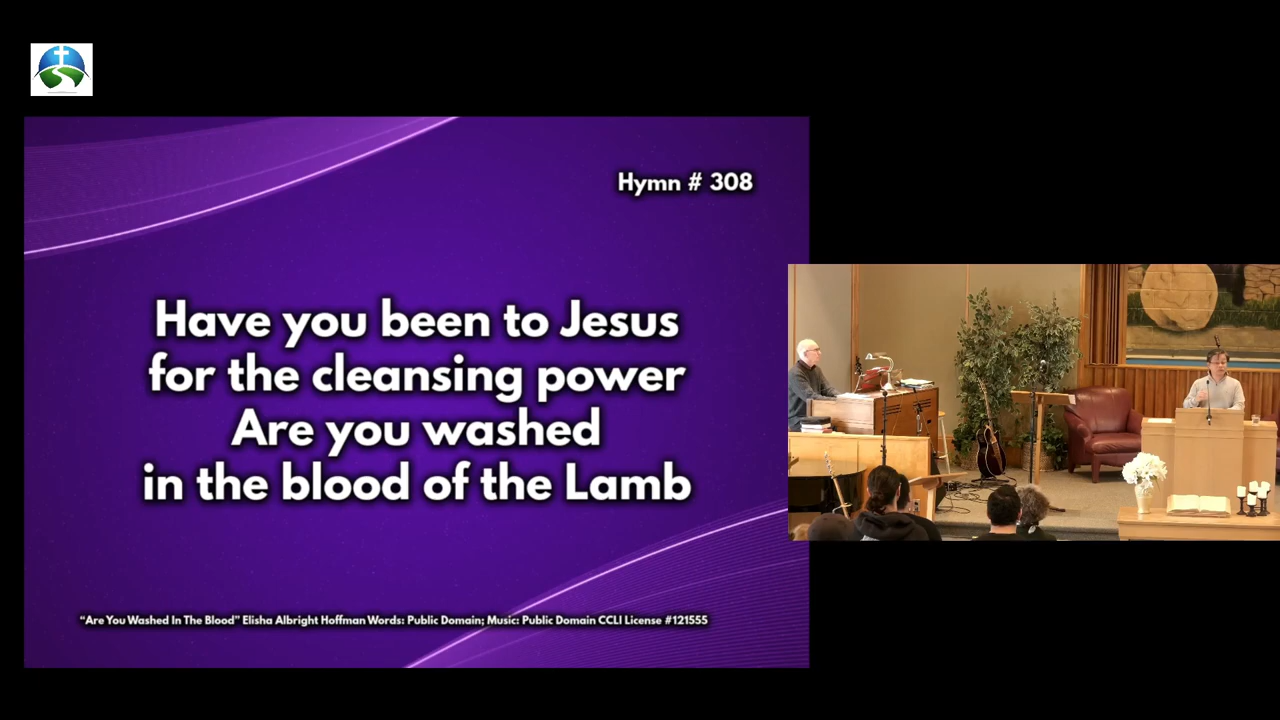 Hymn # 308
Have you been to Jesus
for the cleansing power
Are you washed
in the blood of the Lamb
“Are You Washed In The Blood” Elisha Albright Hoffman Words: Public Domain; Music: Public Domain CCLI License #121555